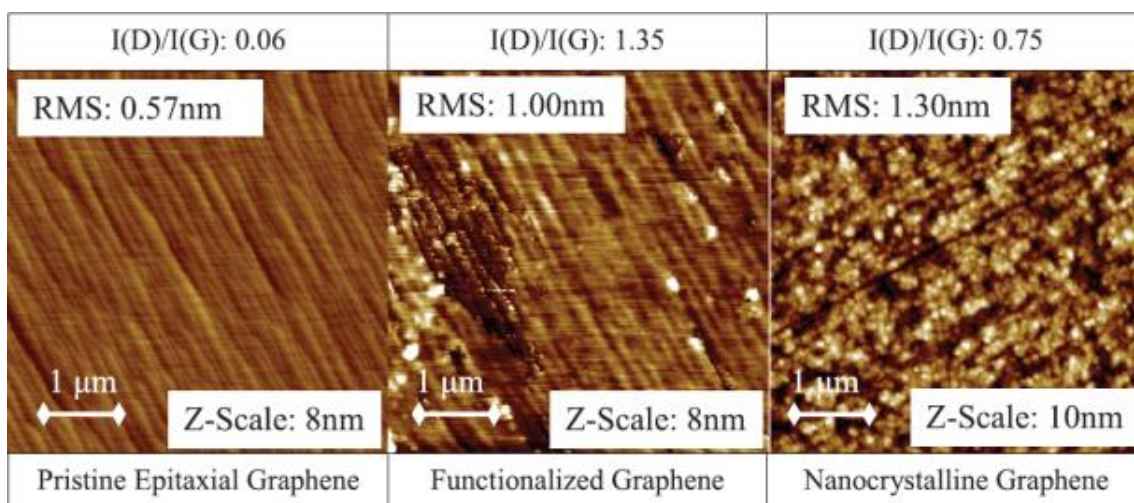 I(D)/I(G): 0.06
I(D)/I(G): 1.35
I(D)/I(G): 0.75
RMS: 0.57nm
RMS: 1.00nm
RMS: 1.30nm
1 μm
1 μm
1 μm
Z-Scale: 8nm
Z-Scale: 8nm
Z-Scale: 10nm
Pristine Epitaxial Graphene
Functionalized Graphene
Nanocrystalline Graphene